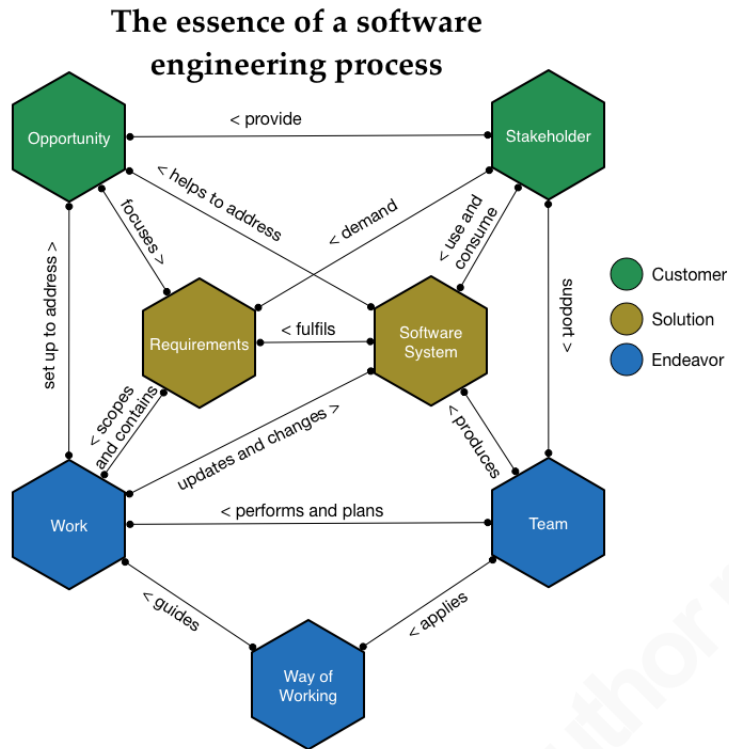 The essence of a software
engineering process
Opportunity
< provide
Stakeholder
< helps to address
focuses >
< demand
< use and
consume
set up to address >
support >
Customer
Solution
Endeavor
Requirements
< fulfils
Software
System
< scopes
and contains
updates and changes >
< produces
Work
< performs and plans
Team
< guides
< applies
Way of
Working